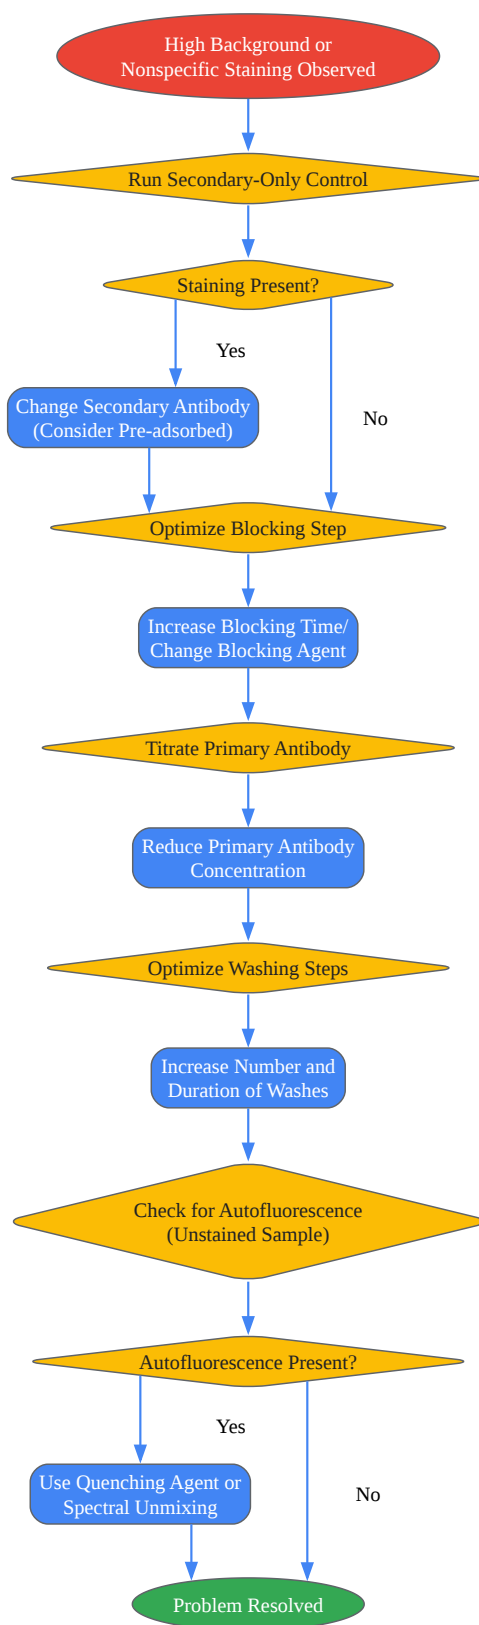 High Background or
Nonspecific Staining Observed
Run Secondary-Only Control
Staining Present?
Yes
Change Secondary Antibody
(Consider Pre-adsorbed)
No
Optimize Blocking Step
Increase Blocking Time/
Change Blocking Agent
Titrate Primary Antibody
Reduce Primary Antibody
Concentration
Optimize Washing Steps
Increase Number and
Duration of Washes
Check for Autofluorescence
(Unstained Sample)
Autofluorescence Present?
Yes
Use Quenching Agent or
Spectral Unmixing
No
Problem Resolved